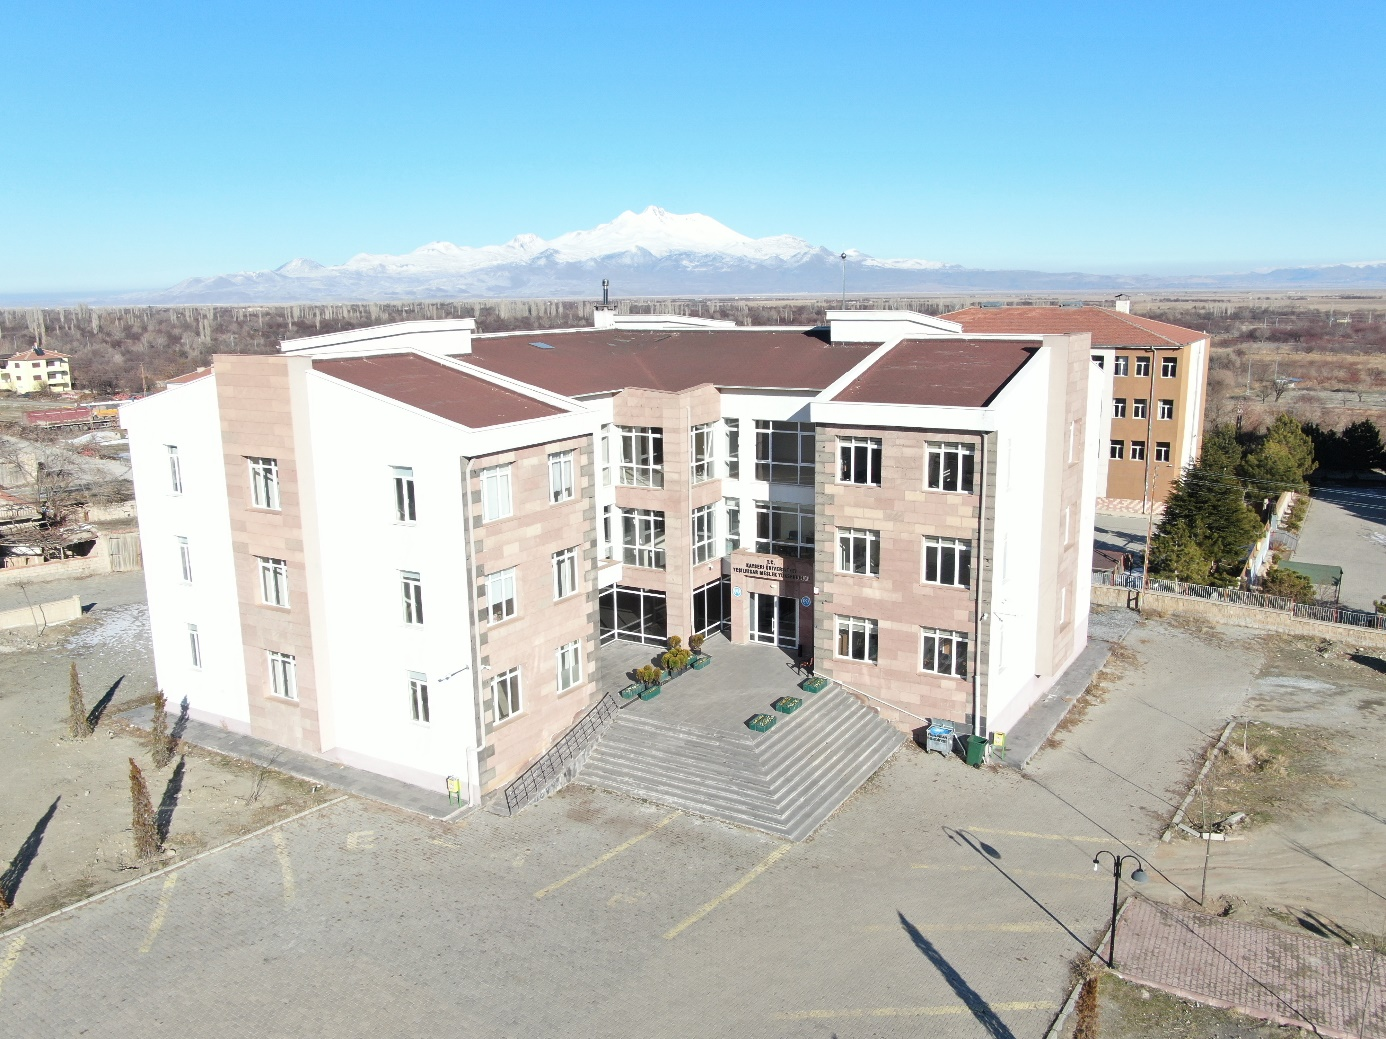 T.C.
KAYSERİ ÜNİVERSİTESİ
YEŞİLHİSAR MESLEK YÜKSEKOKULU